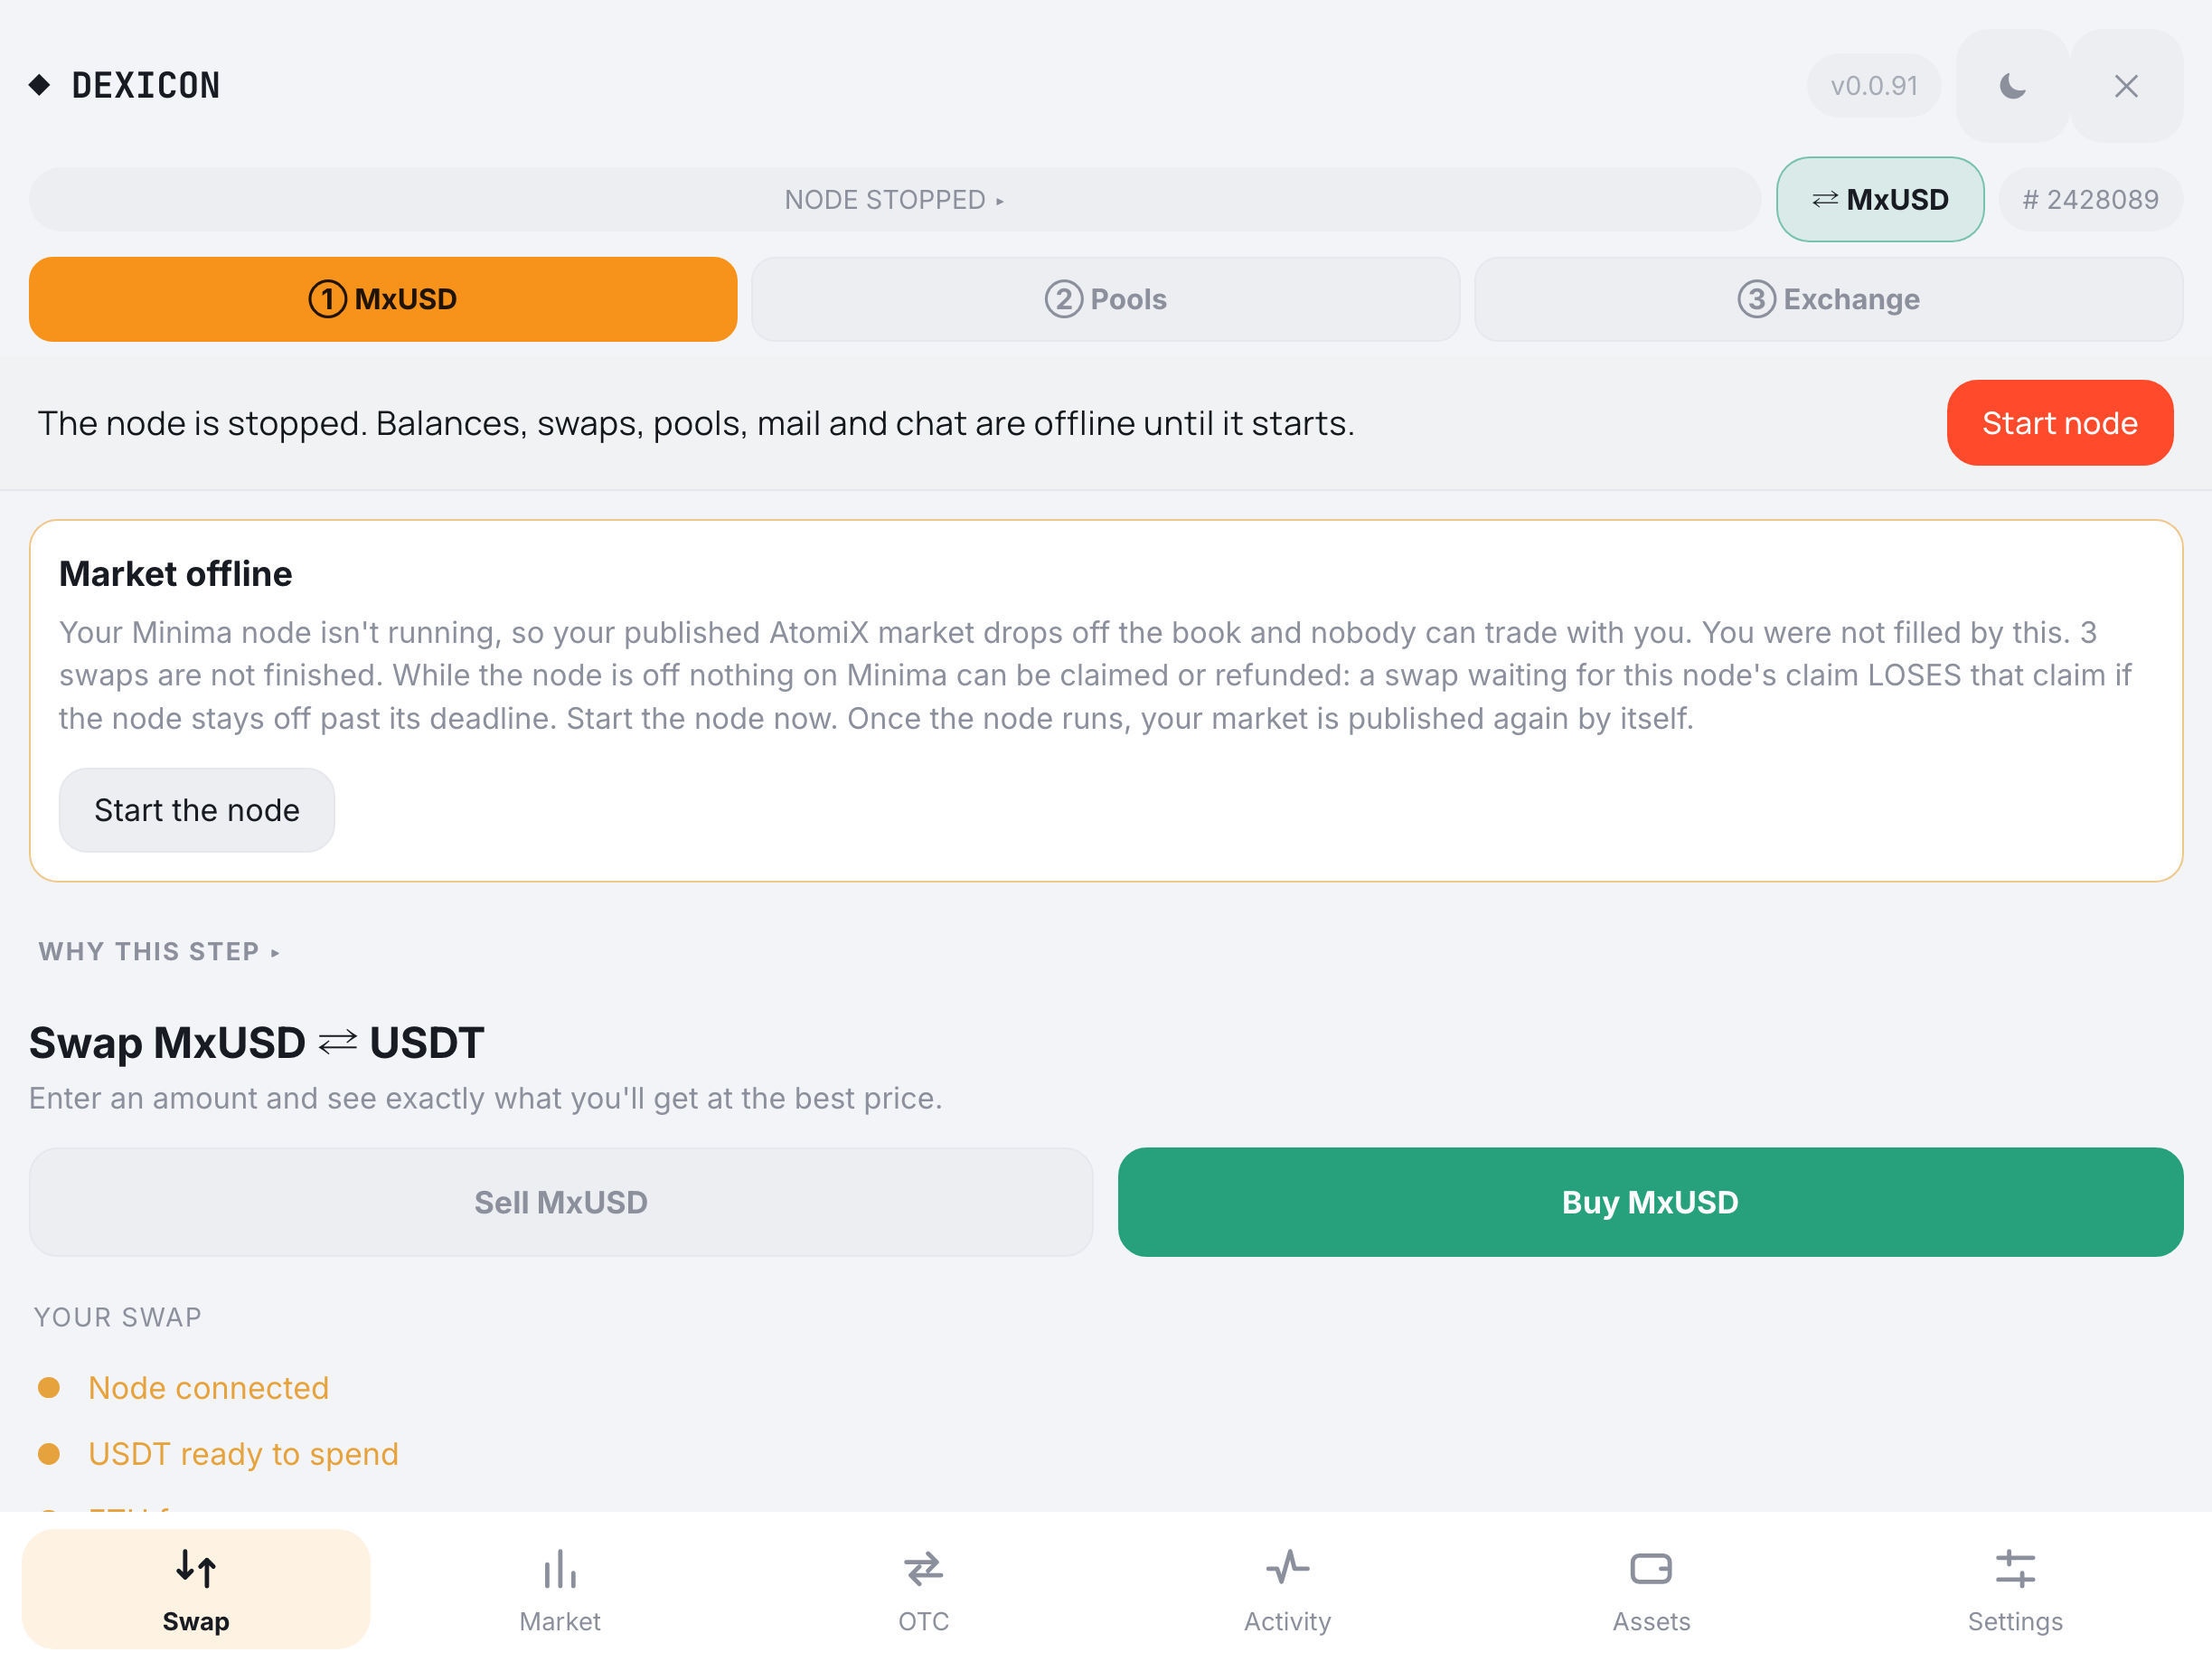 ◆ DEXICON
v0.0.91
NODE STOPPED ▸
⇄ MxUSD
# 2428089
① MxUSD
② Pools
③ Exchange
The node is stopped. Balances, swaps, pools, mail and chat are offline until it starts.
Start node
Market offline
Your Minima node isn't running, so your published AtomiX market drops off the book and nobody can trade with you. You were not filled by this. 3
swaps are not finished. While the node is off nothing on Minima can be claimed or refunded: a swap waiting for this node's claim LOSES that claim if
the node stays off past its deadline. Start the node now. Once the node runs, your market is published again by itself.
Start the node
WHY THIS STEP ▸
Swap MxUSD ⇄ USDT
Enter an amount and see exactly what you'll get at the best price.
Sell MxUSD
Buy MxUSD
YOUR SWAP
Node connected
USDT ready to spend
Swap
Market
OTC
Activity
Assets
Settings